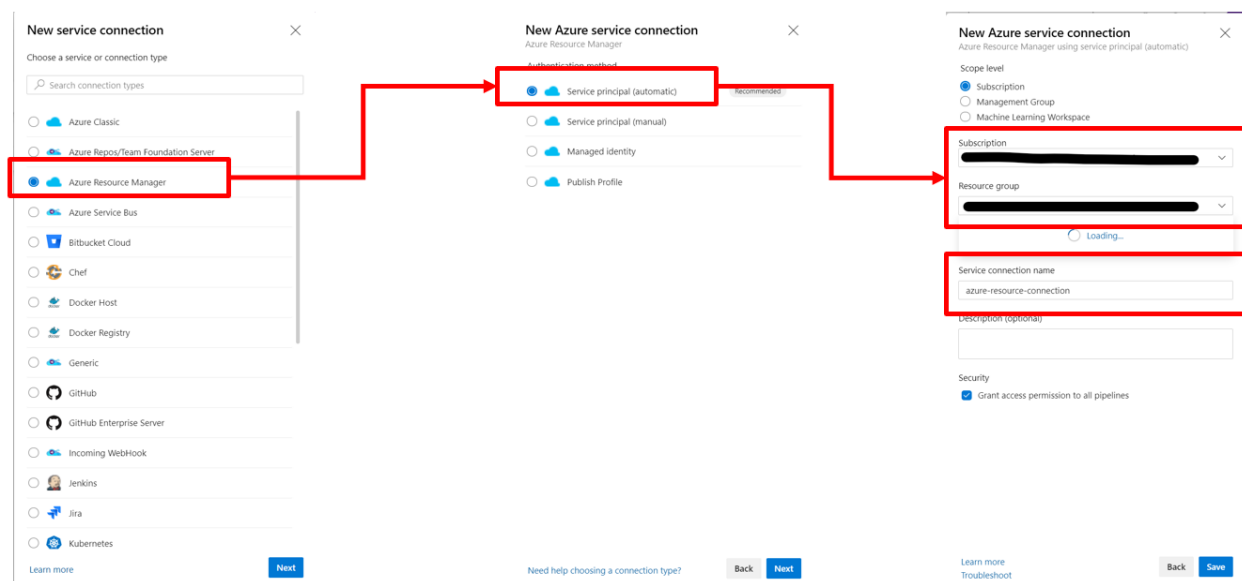 New service connection
Choose a service or connection type
Search connection types
Azure Classic
Azure Repos/Team Foundation Server
Azure Resource Manager
Azure Service Bus
Bitbucket Cloud
Chef
Docker Host
Docker Registry
Generic
GitHub
GitHub Enterprise Server
Incoming WebHook
Jenkins
Jira
Kubernetes
Learn more
Next
New Azure service connection
Azure Resource Manager
Authentication method
Service principal (automatic)
Recommended
Service principal (manual)
Managed identity
Publish Profile
Need help choosing a connection type?
Back
Next
New Azure service connection
Azure Resource Manager using service principal (automatic)
Scope level
Subscription
Management Group
Machine Learning Workspace
Subscription
Resource group
Loading...
Service connection name
azure-resource-connection
Description (optional)
Security
Grant access permission to all pipelines
Learn more
Troubleshoot
Back
Save